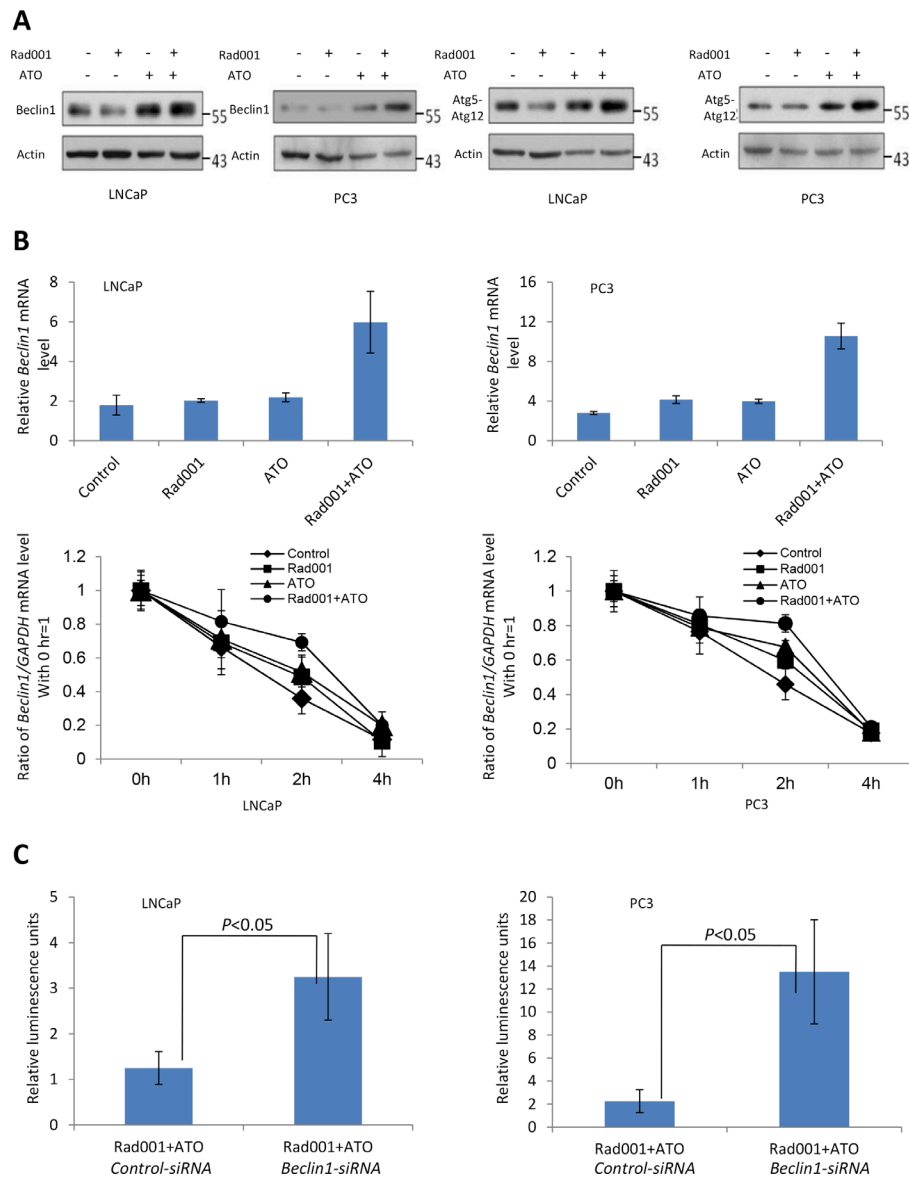 A
Rad001 - + - + Rad001 - + - + Rad001 - + - + Rad001 - + - +
ATO - - + + ATO - - + + ATO - - + + ATO - - + +
Beclin1 55 Beclin1 55 Atg5-Atg12 55 Atg5-Atg12 55
Actin 43 Actin 43 Actin 43 Actin 43
LNCaP PC3 LNCaP PC3
B
Relative Beclin1 mRNA
level
8
6
4
2
0
LNCaP
Control
Rad001
ATO
Rad001+ATO
Relative Beclin1 mRNA
level
16
12
8
4
0
PC3
Control
Rad001
ATO
Rad001+ATO
Ratio of Beclin1/GAPDH mRNA level
With 0 hr=1
1.2
1
0.8
0.6
0.4
0.2
0
Control
Rad001
ATO
Rad001+ATO
0h 1h 2h 4h
LNCaP
Ratio of Beclin1/GAPDH mRNA level
With 0 hr=1
1.2
1
0.8
0.6
0.4
0.2
0
Control
Rad001
ATO
Rad001+ATO
0h 1h 2h 4h
PC3
C
Relative luminescence units
5
4
3
2
1
0
LNCaP
P<0.05
Rad001+ATO Rad001+ATO
Control-siRNA Beclin1-siRNA
Relative luminescence units
20
18
16
14
12
10
8
6
4
2
0
PC3
P<0.05
Rad001+ATO Rad001+ATO
Control-siRNA Beclin1-siRNA